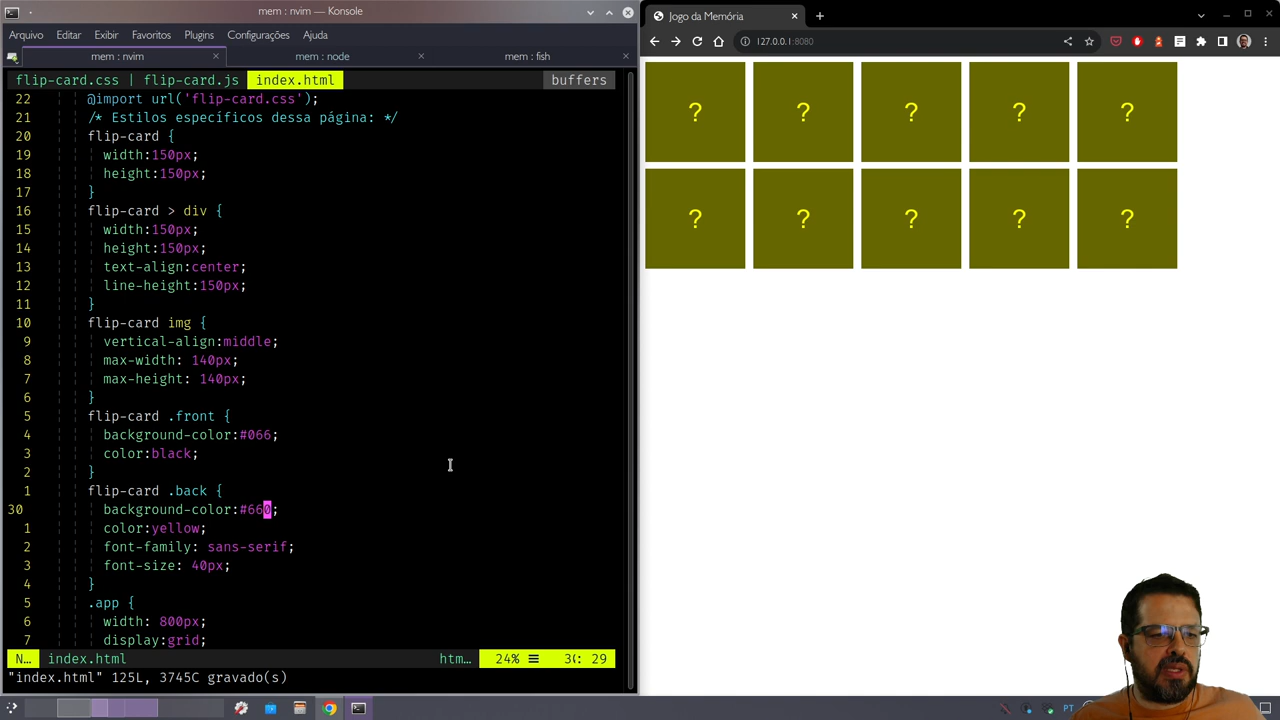 mem : nvim — Konsole
Arquivo Editar Exibir Favoritos Plugins Configurações Ajuda
mem : nvim
mem : node
mem : fish
flip-card.css | flip-card.js index.html buffers
22 @import url('flip-card.css');
21 /* Estilos específicos dessa página: */
20 flip-card {
19 width:150px;
18 height:150px;
17 }
16 flip-card > div {
15 width:150px;
14 height:150px;
13 text-align:center;
12 line-height:150px;
11 }
10 flip-card img {
9 vertical-align:middle;
8 max-width: 140px;
7 max-height: 140px;
6 }
5 flip-card .front {
4 background-color:#066;
3 color:black;
2 }
1 flip-card .back {
30 background-color:#660;
1 color:yellow;
2 font-family: sans-serif;
3 font-size: 40px;
4 }
5 .app {
6 width: 800px;
7 display:grid;
N… index.html htm… 24% 30: 29
"index.html" 125L, 3745C gravado(s)
Jogo da Memória
127.0.0.1:8080
? ? ? ? ?
? ? ? ? ?
PT